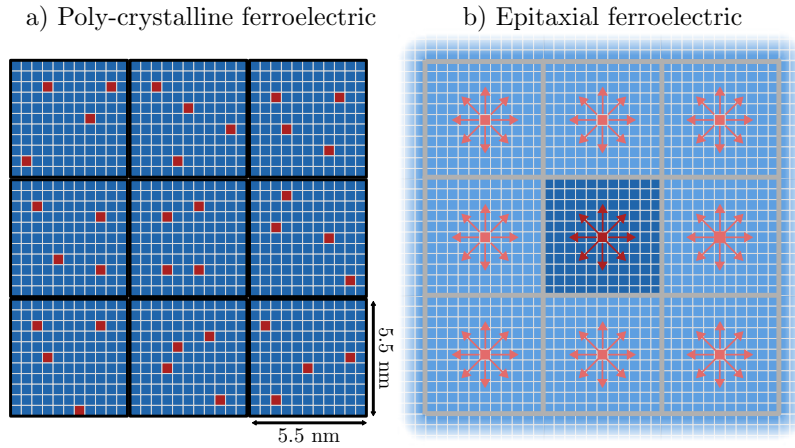 a) Poly-crystalline ferroelectric
b) Epitaxial ferroelectric
5.5 nm
5.5 nm